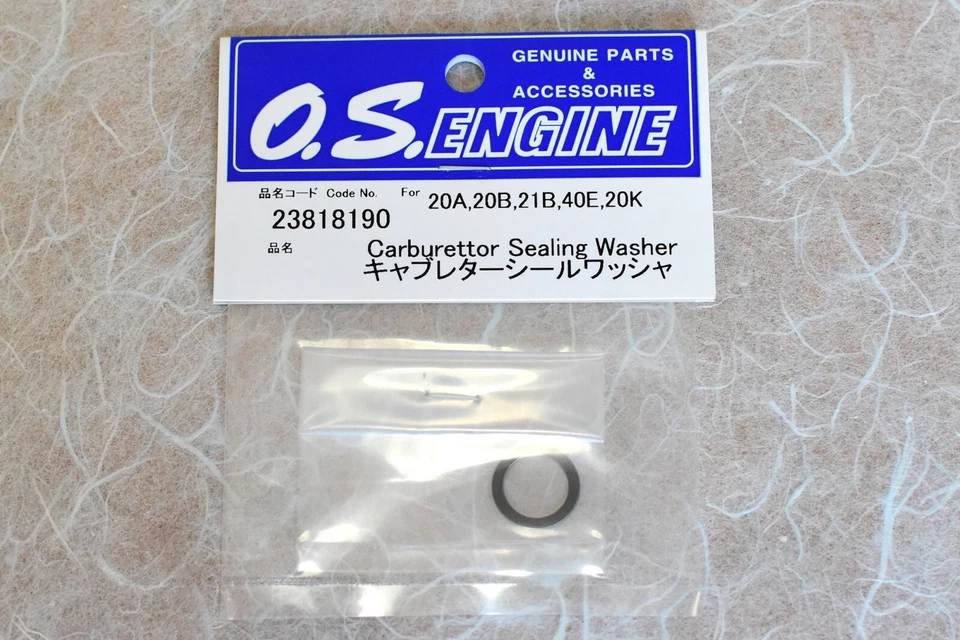 GENUINE PARTS
&
ACCESSORIES
O.S.ENGINE
品名コード Code No. For 20A,20B,21B,40E,20K
23818190
品名 Carburettor Sealing Washer
キャブレターシールワッシャ